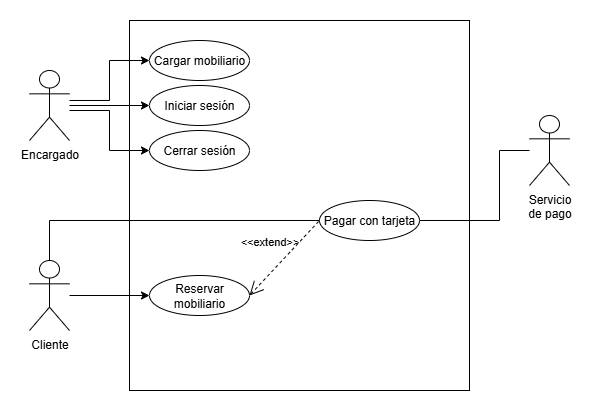 Cargar mobiliario
Iniciar sesión
Cerrar sesión
Encargado
Servicio
de pago
Pagar con tarjeta
<<extend>>
Reservar
mobiliario
Cliente